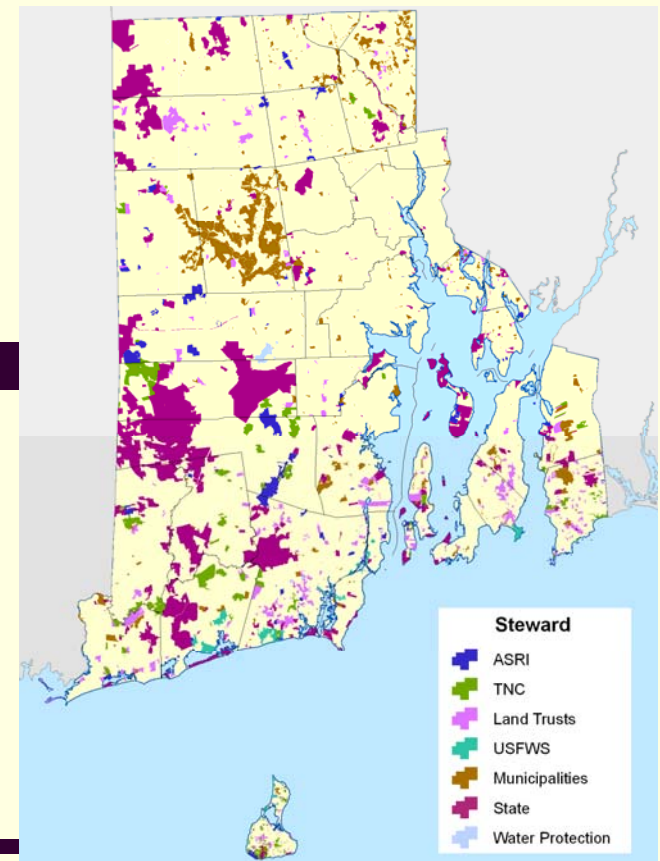 Steward
ASRI
TNC
Land Trusts
USFWS
Municipalities
State
Water Protection